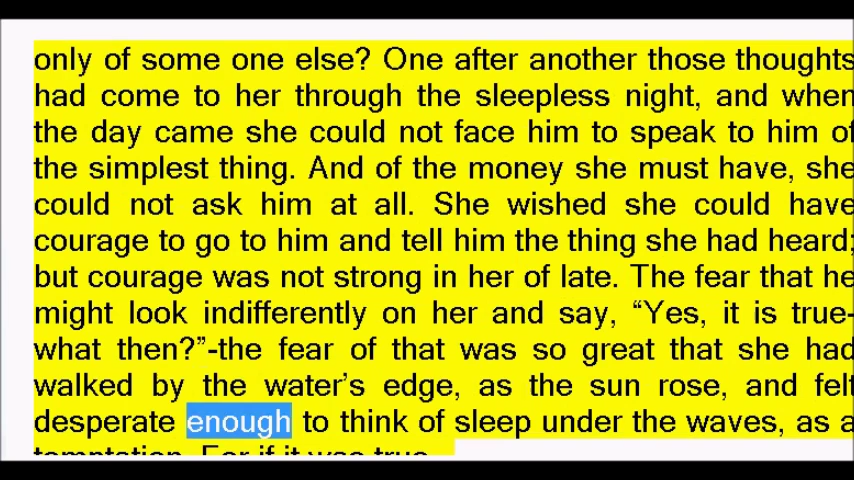 only of some one else? One after another those thoughts
had come to her through the sleepless night, and when
the day came she could not face him to speak to him of
the simplest thing. And of the money she must have, she
could not ask him at all. She wished she could have
courage to go to him and tell him the thing she had heard;
but courage was not strong in her of late. The fear that he
might look indifferently on her and say, “Yes, it is true-
what then?”-the fear of that was so great that she had
walked by the water’s edge, as the sun rose, and felt
desperate enough to think of sleep under the waves, as a
temptation. For if it was true